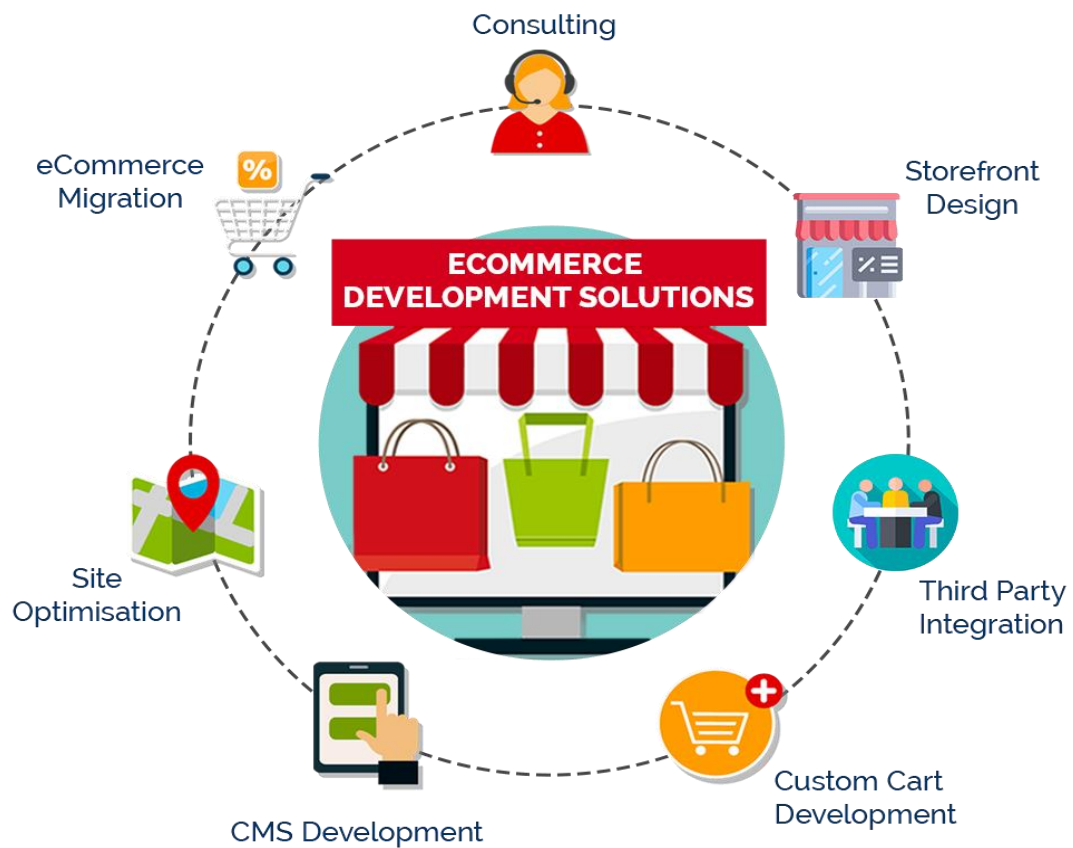 Consulting
eCommerce
Migration
%
Storefront
Design
ECOMMERCE
DEVELOPMENT SOLUTIONS
Site
Optimisation
Third Party
Integration
Custom Cart
Development
CMS Development